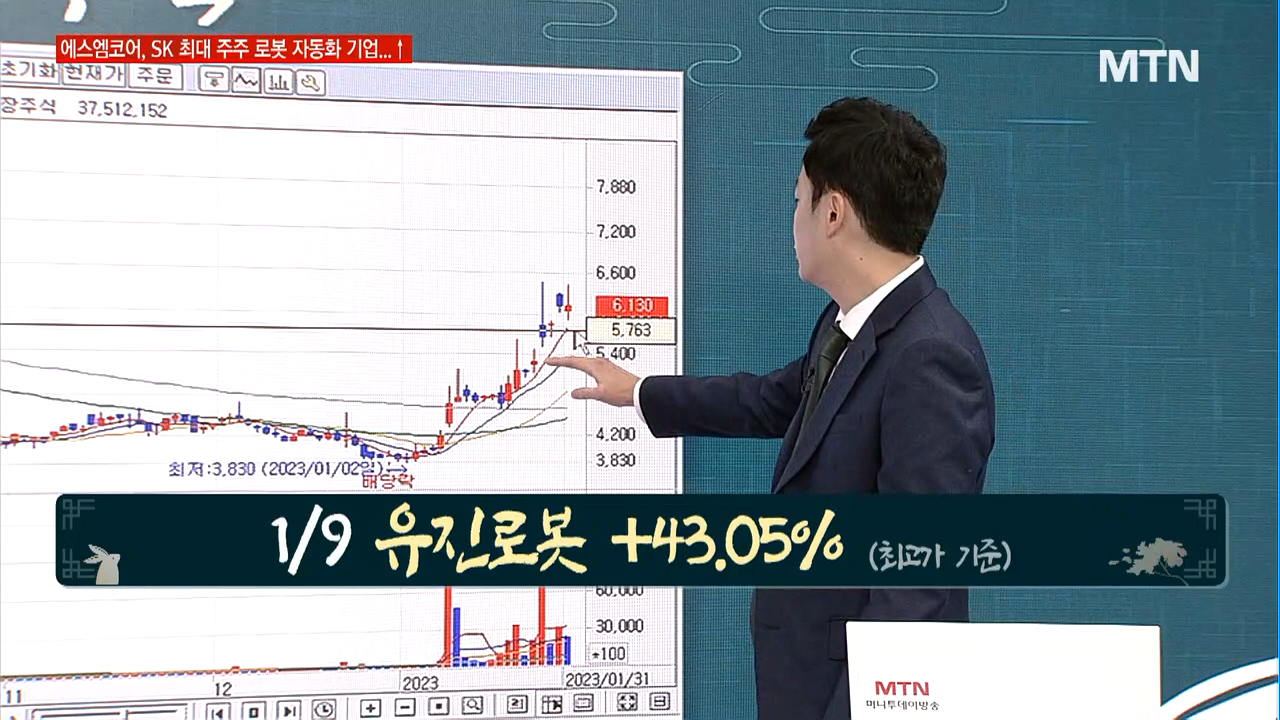 에스엠코어, SK 최대 주주 로봇 자동화 기업...↑
MTN
초기화 현재가 주문
장주식 37,512,152
7,880
7,200
6,600
6,130
5,763
5,400
4,200
3,830
최저:3,830 (2023/01/02일)
배당락
1/9 유진로봇 +43.05% (최고가 기준)
60,000
30,000
*100
11
12
2023
2023/01/31
MTN
머니투데이방송